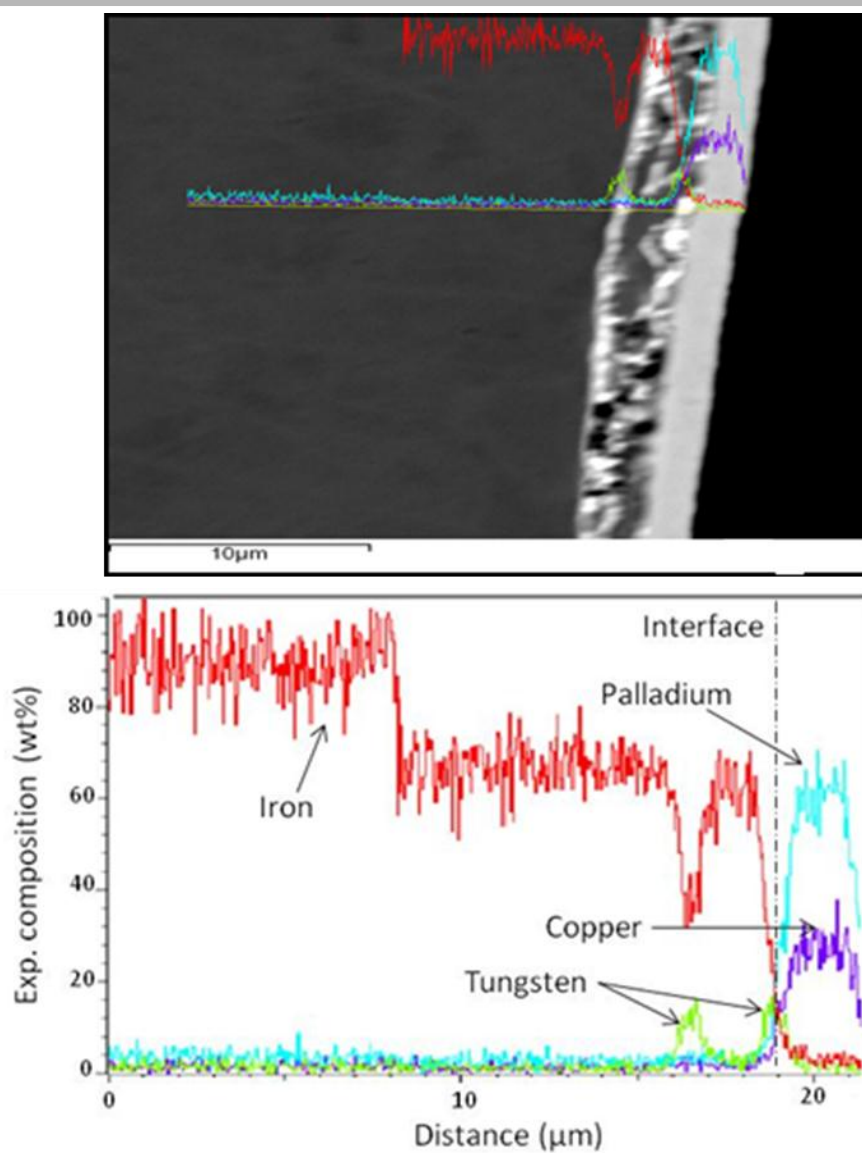 10µm
Interface
Palladium
Iron
Copper
Tungsten
Exp. composition (wt%)
100
80
60
40
20
0
0
10
20
Distance (µm)